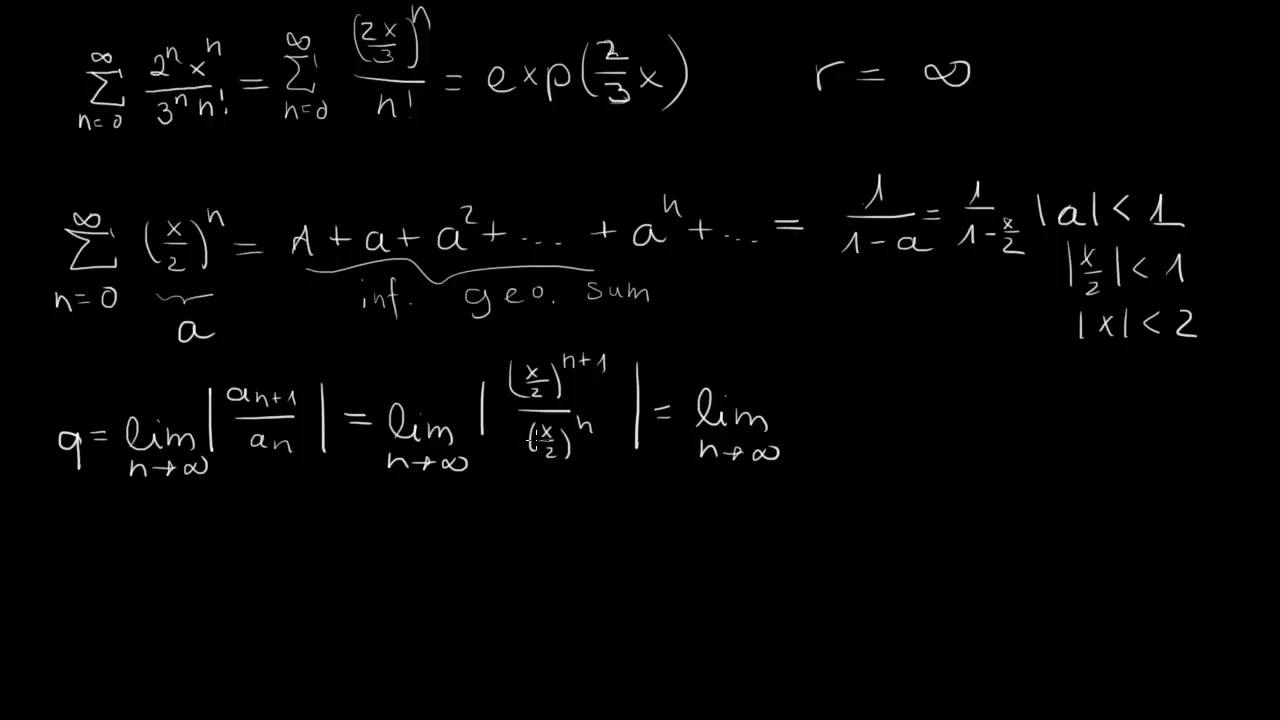 ∑_{n=0}^{∞} 2^n x^n / 3^n n! = ∑_{n=0}^{∞} (2x/3)^n / n! = exp(2/3 x) r = ∞
∑_{n=0}^{∞} (x/2)^n = 1 + a + a^2 + ... + a^n + ... = 1/(1-a) = 1/(1-x/2) |a| < 1
a
inf. geo. sum
|x/2| < 1
|x| < 2
q = lim_{n→∞} |a_{n+1} / a_n| = lim_{n→∞} |(x/2)^{n+1} / (x/2)^n| = lim_{n→∞}